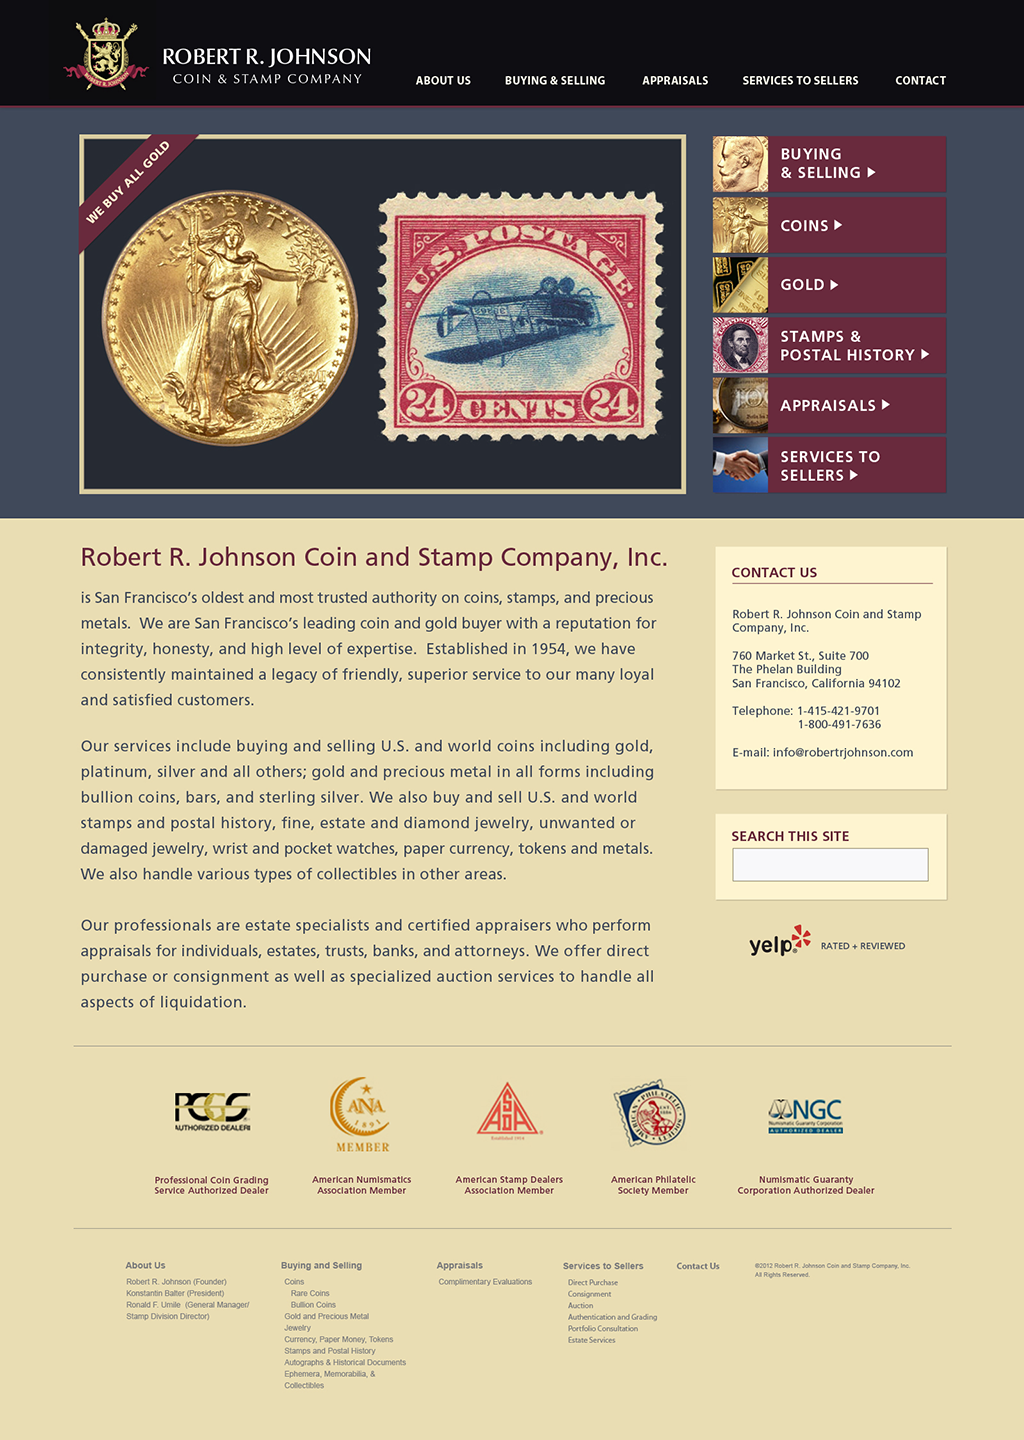 ROBERT R. JOHNSON
COIN & STAMP COMPANY
ROBERT R. JOHNSON
ABOUT US
BUYING & SELLING
APPRAISALS
SERVICES TO SELLERS
CONTACT
WE BUY ALL GOLD
LIBERTY
U.S. POSTAGE
24 CENTS 24
BUYING
& SELLING
COINS
GOLD
STAMPS &
POSTAL HISTORY
APPRAISALS
SERVICES TO
SELLERS
Robert R. Johnson Coin and Stamp Company, Inc.
is San Francisco's oldest and most trusted authority on coins, stamps, and precious
metals.  We are San Francisco's leading coin and gold buyer with a reputation for
integrity, honesty, and high level of expertise.  Established in 1954, we have
consistently maintained a legacy of friendly, superior service to our many loyal
and satisfied customers.
Our services include buying and selling U.S. and world coins including gold,
platinum, silver and all others; gold and precious metal in all forms including
bullion coins, bars, and sterling silver. We also buy and sell U.S. and world
stamps and postal history, fine, estate and diamond jewelry, unwanted or
damaged jewelry, wrist and pocket watches, paper currency, tokens and metals.
We also handle various types of collectibles in other areas.
Our professionals are estate specialists and certified appraisers who perform
appraisals for individuals, estates, trusts, banks, and attorneys. We offer direct
purchase or consignment as well as specialized auction services to handle all
aspects of liquidation.
CONTACT US
Robert R. Johnson Coin and Stamp
Company, Inc.
760 Market St., Suite 700
The Phelan Building
San Francisco, California 94102
Telephone: 1-415-421-9701
1-800-491-7636
E-mail: info@robertrjohnson.com
SEARCH THIS SITE
yelp RATED + REVIEWED
PCGS
AUTHORIZED DEALER
ANA
1891
MEMBER
ASDA
Established 1914
AMERICAN PHILATELIC SOCIETY
EST. 1886
NGC
Numismatic Guaranty Corporation
AUTHORIZED DEALER
Professional Coin Grading
Service Authorized Dealer
American Numismatics
Association Member
American Stamp Dealers
Association Member
American Philatelic
Society Member
Numismatic Guaranty
Corporation Authorized Dealer
About Us
Robert R. Johnson (Founder)
Konstantin Balter (President)
Ronald F. Umile  (General Manager/
Stamp Division Director)
Buying and Selling
Coins
Rare Coins
Bullion Coins
Gold and Precious Metal
Jewelry
Currency, Paper Money, Tokens
Stamps and Postal History
Autographs & Historical Documents
Ephemera, Memorabilia, &
Collectibles
Appraisals
Complimentary Evaluations
Services to Sellers
Direct Purchase
Consignment
Auction
Authentication and Grading
Portfolio Consultation
Estate Services
Contact Us
©2012 Robert R. Johnson Coin and Stamp Company, Inc.
All Rights Reserved.